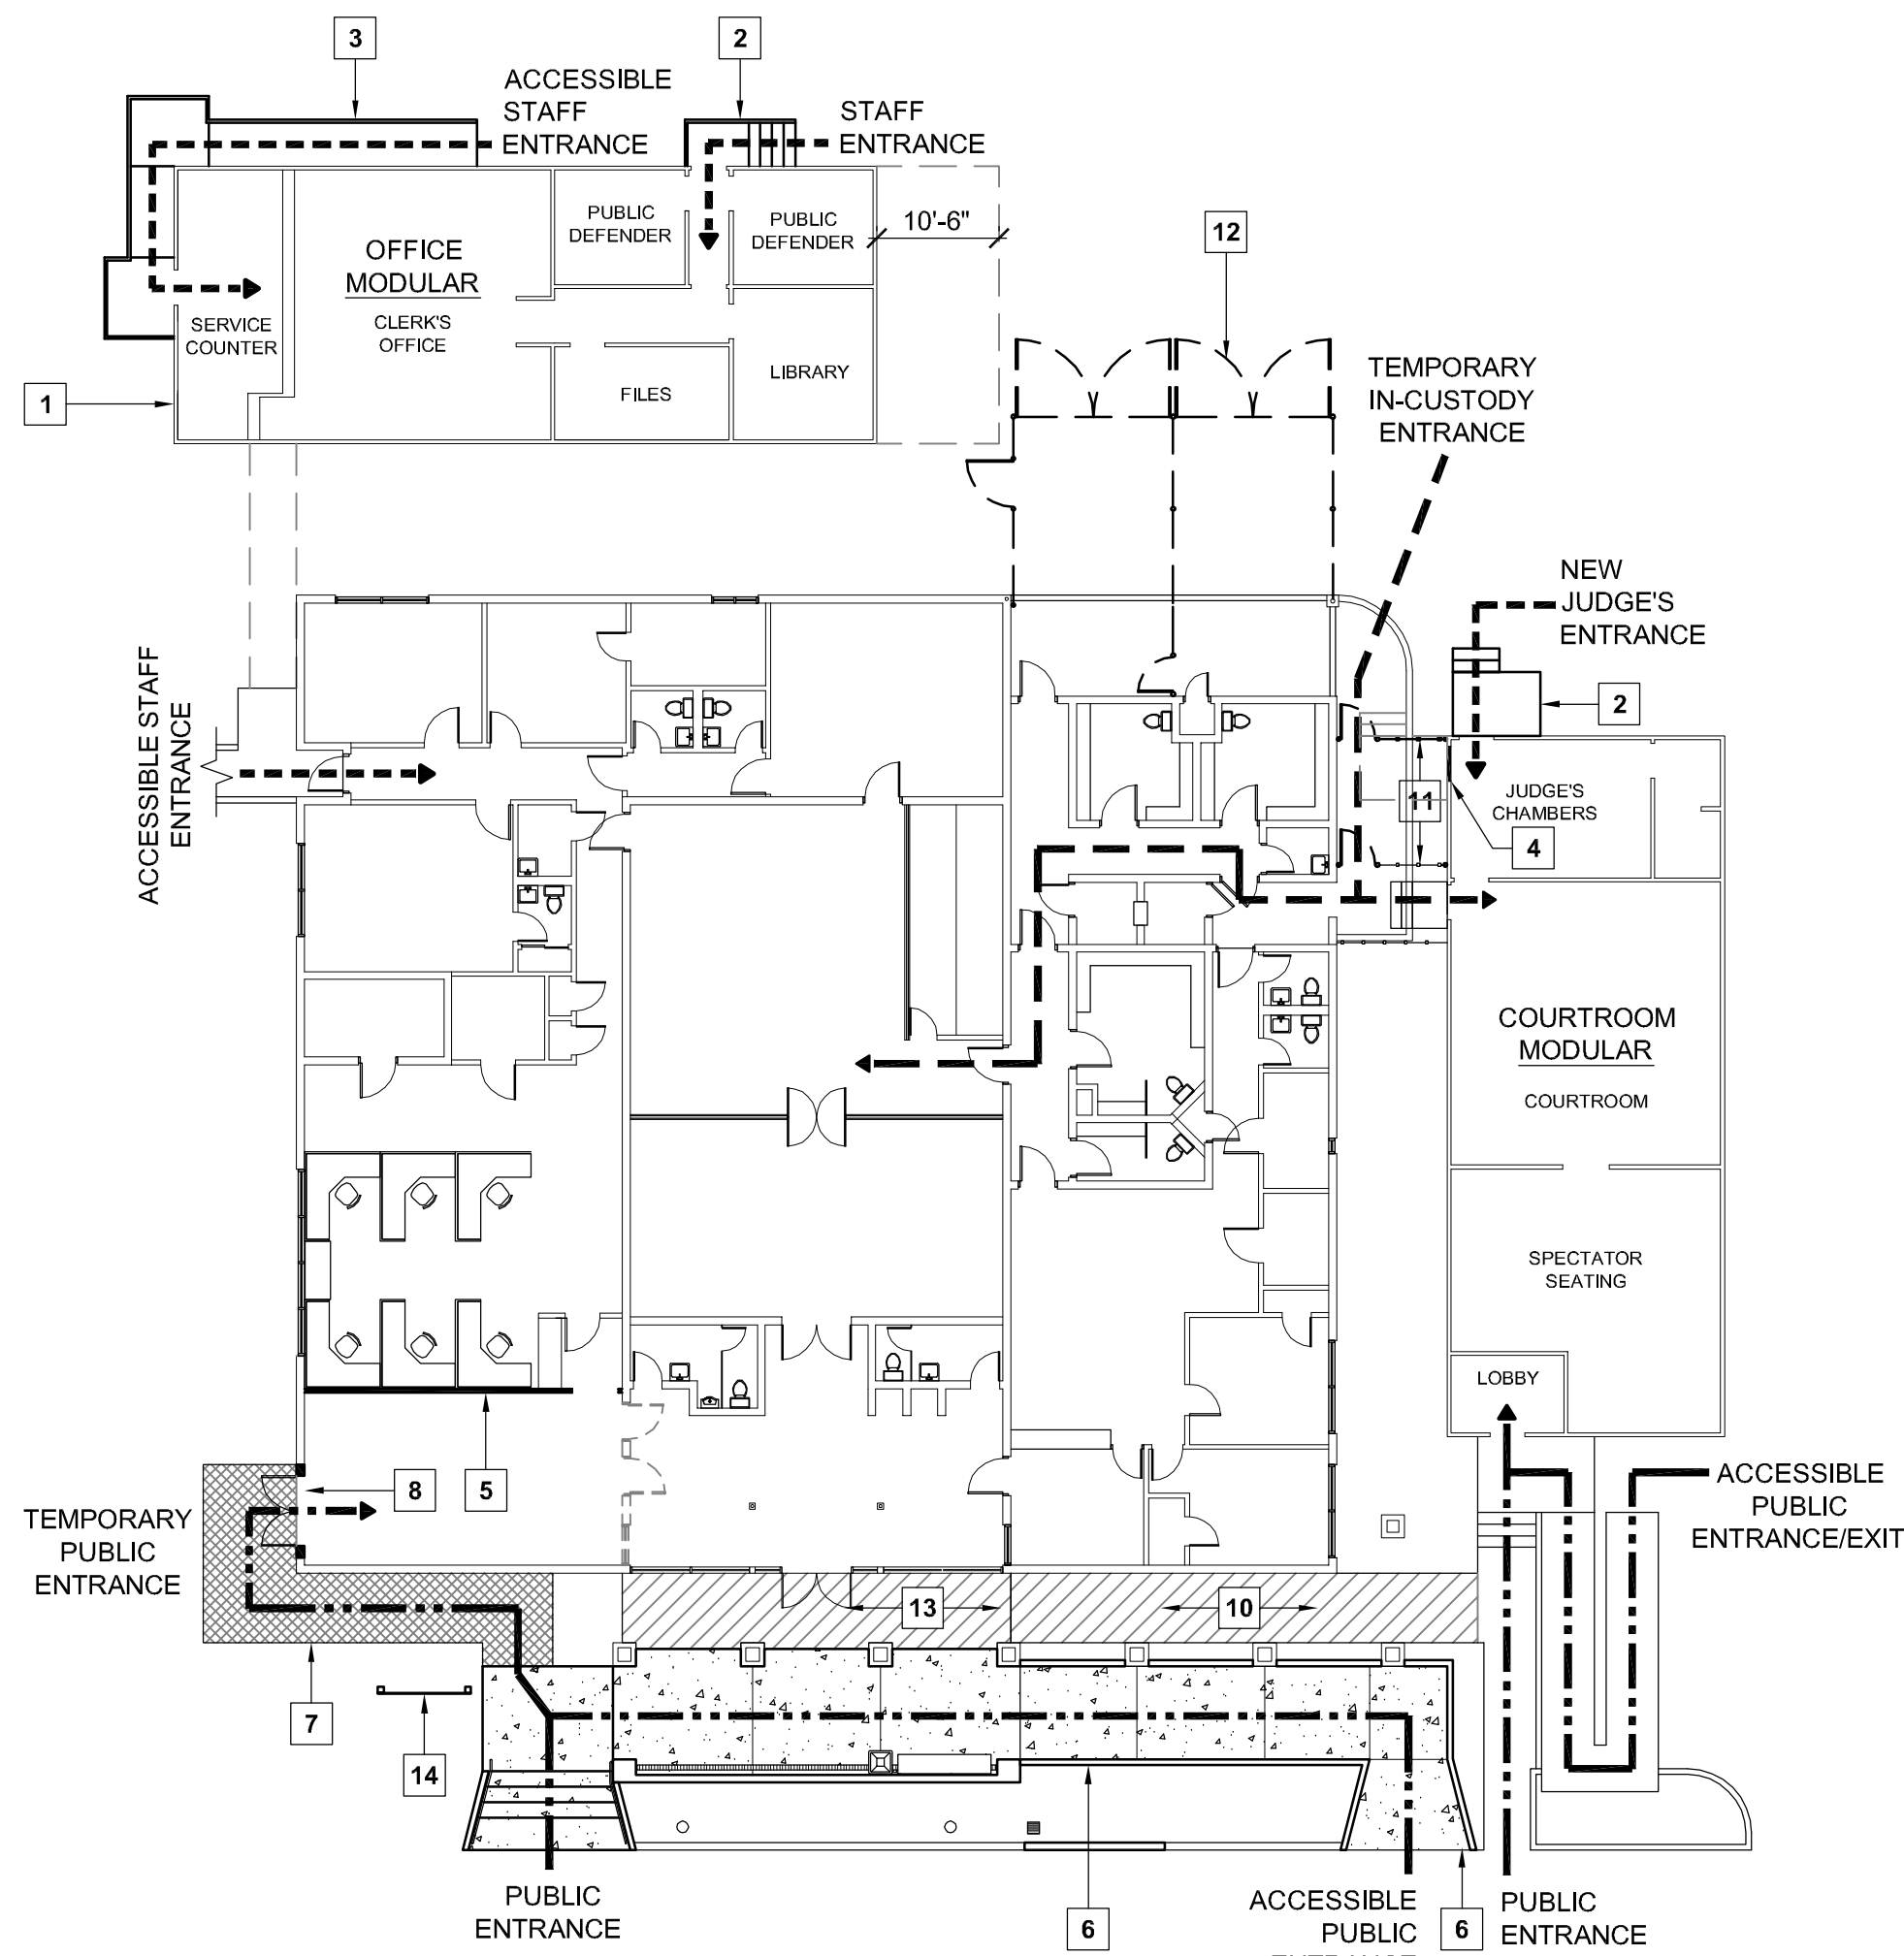 3
2
ACCESSIBLE
STAFF
ENTRANCE
STAFF
ENTRANCE
PUBLIC
DEFENDER
PUBLIC
DEFENDER
10'-6"
12
OFFICE
MODULAR
CLERK'S
OFFICE
SERVICE
COUNTER
FILES
LIBRARY
1
TEMPORARY
IN-CUSTODY
ENTRANCE
NEW
JUDGE'S
ENTRANCE
2
ACCESSIBLE STAFF
ENTRANCE
11
JUDGE'S
CHAMBERS
4
COURTROOM
MODULAR
COURTROOM
SPECTATOR
SEATING
LOBBY
8
5
TEMPORARY
PUBLIC
ENTRANCE
ACCESSIBLE
PUBLIC
ENTRANCE/EXIT
13
10
7
14
PUBLIC
ENTRANCE
6
ACCESSIBLE
PUBLIC
ENTRANCE
6
PUBLIC
ENTRANCE